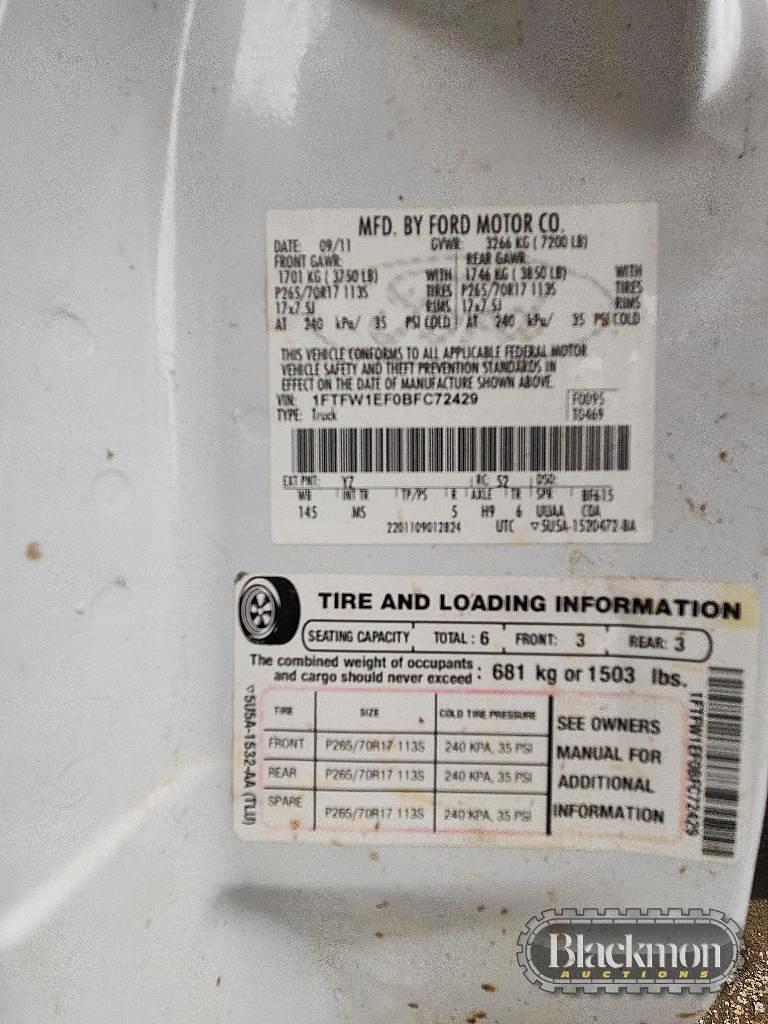 MFD. BY FORD MOTOR CO.
DATE: 09/11 GVWR: 3266 KG ( 7200 LB)
FRONT GAWR: REAR GAWR:
1701 KG ( 3750 LB) WITH 1746 KG ( 3850 LB) WITH
P265/70R17 113S TIRES P265/70R17 113S TIRES
17x7.5J RIMS 17x7.5J RIMS
AT 240 kPa/ 35 PSI COLD AT 240 kPa/ 35 PSI COLD
THIS VEHICLE CONFORMS TO ALL APPLICABLE FEDERAL MOTOR
VEHICLE SAFETY AND THEFT PREVENTION STANDARDS IN
EFFECT ON THE DATE OF MANUFACTURE SHOWN ABOVE.
VIN: 1FTFW1EF0BFC72429 F0095
TYPE: Truck T0469
EXT PNT: YZ RC: 52 DSO:
WB INT TR TP/PS R AXLE TR SPR BF615
145 MS 5 H9 6 UUAA CDA
2201109012824 UTC ▽5U5A-1520472-BA
TIRE AND LOADING INFORMATION
SEATING CAPACITY TOTAL : 6 FRONT: 3 REAR: 3
The combined weight of occupants
and cargo should never exceed : 681 kg or 1503 lbs.
TIRE SIZE COLD TIRE PRESSURE
FRONT P265/70R17 113S 240 KPA, 35 PSI
REAR P265/70R17 113S 240 KPA, 35 PSI
SPARE P265/70R17 113S 240 KPA, 35 PSI
SEE OWNERS
MANUAL FOR
ADDITIONAL
INFORMATION
▽5U5A-1532-AA (TLU)
1FTFW1EF0BFC72429
Blackmon
AUCTIONS